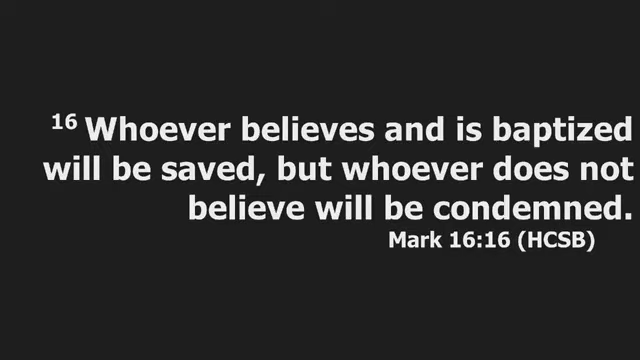 16 Whoever believes and is baptized
will be saved, but whoever does not
believe will be condemned.
Mark 16:16 (HCSB)